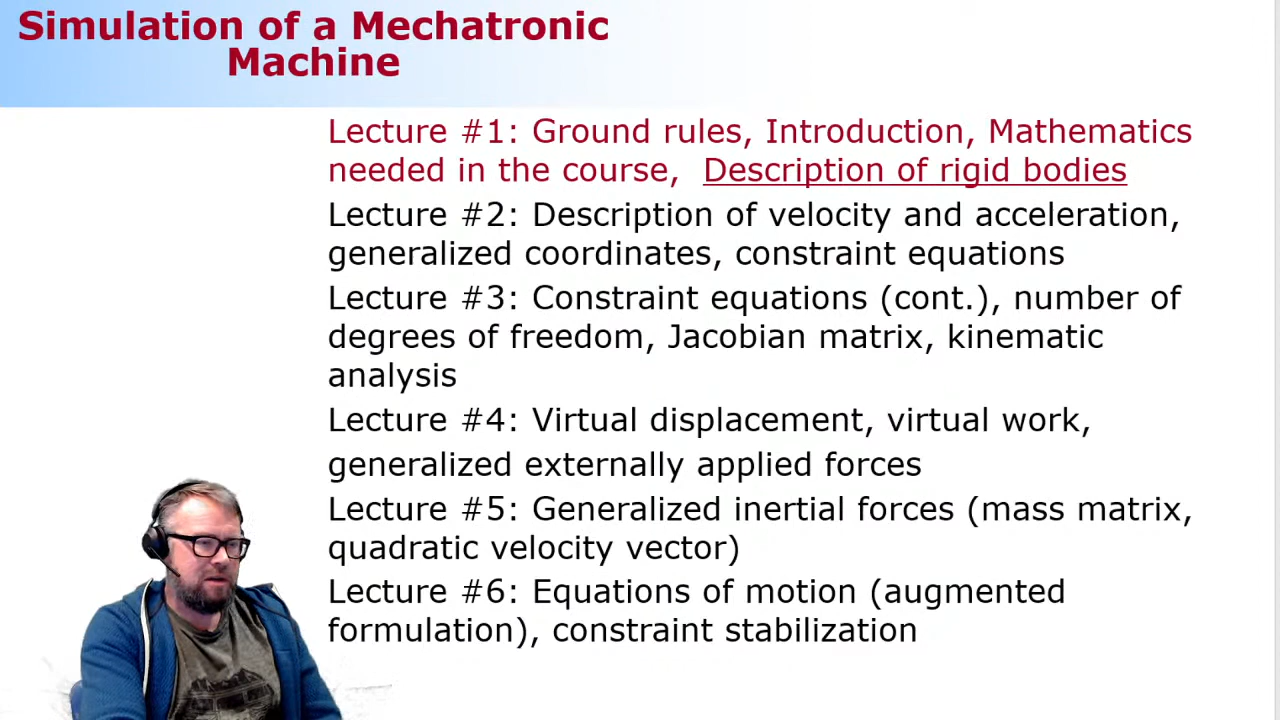 Simulation of a Mechatronic
Machine
Lecture #1: Ground rules, Introduction, Mathematics
needed in the course, Description of rigid bodies
Lecture #2: Description of velocity and acceleration,
generalized coordinates, constraint equations
Lecture #3: Constraint equations (cont.), number of
degrees of freedom, Jacobian matrix, kinematic
analysis
Lecture #4: Virtual displacement, virtual work,
generalized externally applied forces
Lecture #5: Generalized inertial forces (mass matrix,
quadratic velocity vector)
Lecture #6: Equations of motion (augmented
formulation), constraint stabilization